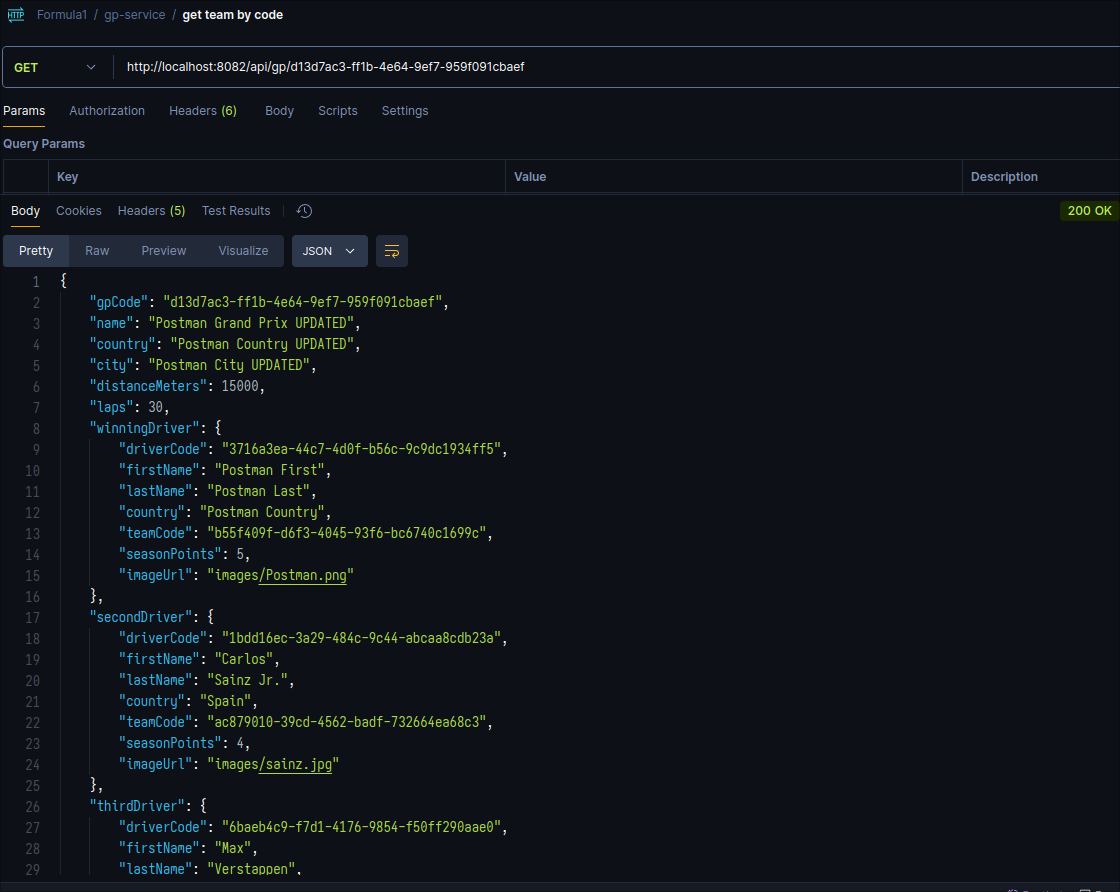 HTTP Formula1 / gp-service / get team by code
GET http://localhost:8082/api/gp/d13d7ac3-ff1b-4e64-9ef7-959f091cbaef
Params Authorization Headers (6) Body Scripts Settings
Query Params
Key Value Description
Body Cookies Headers (5) Test Results 200 OK
Pretty Raw Preview Visualize JSON
1 {
2 "gpCode": "d13d7ac3-ff1b-4e64-9ef7-959f091cbaef",
3 "name": "Postman Grand Prix UPDATED",
4 "country": "Postman Country UPDATED",
5 "city": "Postman City UPDATED",
6 "distanceMeters": 15000,
7 "laps": 30,
8 "winningDriver": {
9 "driverCode": "3716a3ea-44c7-4d0f-b56c-9c9dc1934ff5",
10 "firstName": "Postman First",
11 "lastName": "Postman Last",
12 "country": "Postman Country",
13 "teamCode": "b55f409f-d6f3-4045-93f6-bc6740c1699c",
14 "seasonPoints": 5,
15 "imageUrl": "images/Postman.png"
16 },
17 "secondDriver": {
18 "driverCode": "1bdd16ec-3a29-484c-9c44-abcaa8cdb23a",
19 "firstName": "Carlos",
20 "lastName": "Sainz Jr.",
21 "country": "Spain",
22 "teamCode": "ac879010-39cd-4562-badf-732664ea68c3",
23 "seasonPoints": 4,
24 "imageUrl": "images/sainz.jpg"
25 },
26 "thirdDriver": {
27 "driverCode": "6baeb4c9-f7d1-4176-9854-f50ff290aae0",
28 "firstName": "Max",
29 "lastName": "Verstappen",